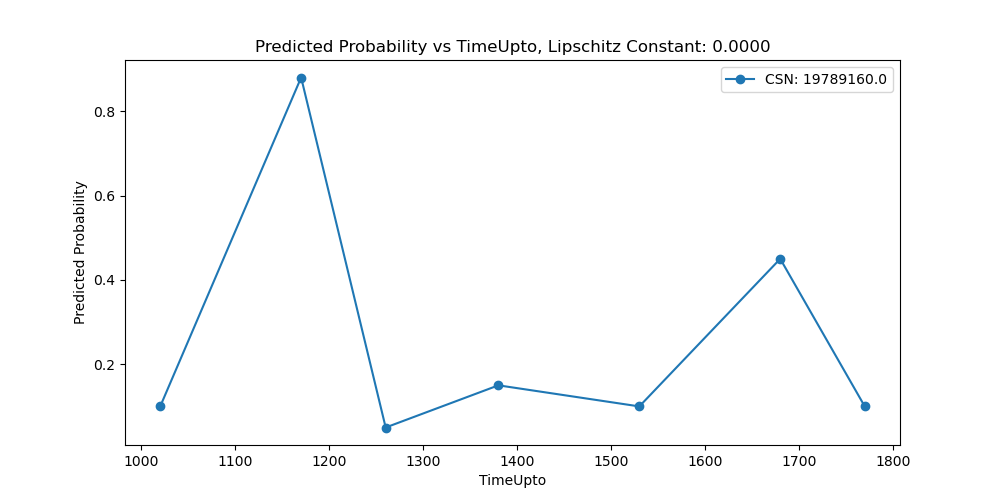 Predicted Probability vs TimeUpto, Lipschitz Constant: 0.0000
CSN: 19789160.0
Predicted Probability
0.8
0.6
0.4
0.2
1000 1100 1200 1300 1400 1500 1600 1700 1800
TimeUpto